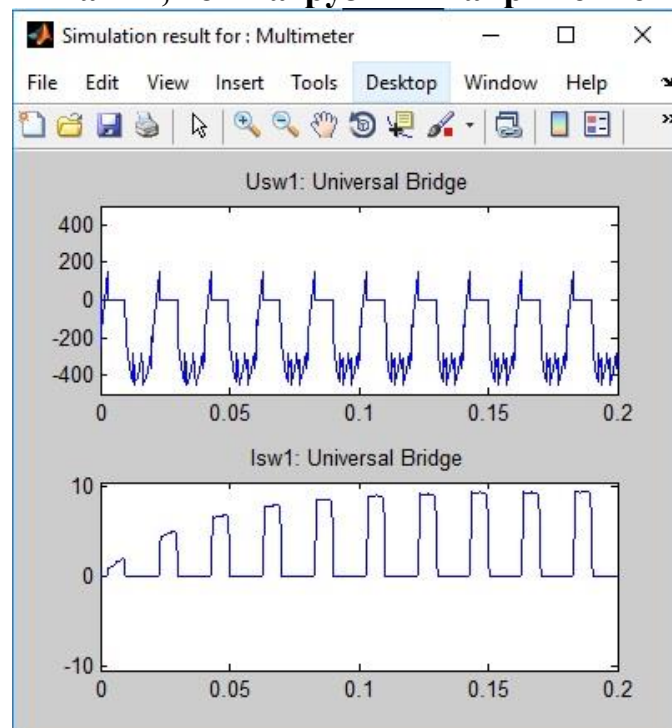 Simulation result for : Multimeter
File Edit View Insert Tools Desktop Window Help
Usw1: Universal Bridge
400
200
0
-200
-400
0 0.05 0.1 0.15 0.2
Isw1: Universal Bridge
10
0
-10
0 0.05 0.1 0.15 0.2